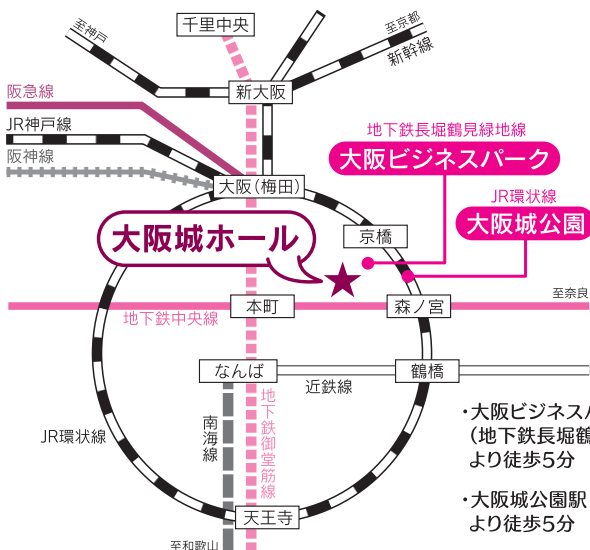 千里中央
至神戸
至京都
新幹線
新大阪
阪急線
JR神戸線
阪神線
地下鉄長堀鶴見緑地線
大阪ビジネスパーク
JR環状線
大阪城公園
大阪（梅田）
京橋
大阪城ホール
至奈良
本町
森ノ宮
地下鉄中央線
なんば
鶴橋
近鉄線
地下鉄御堂筋線
南海線
JR環状線
・大阪ビジネス
（地下鉄長堀鶴
より徒歩5分
・大阪城公園駅
より徒歩5分
天王寺
至和歌山